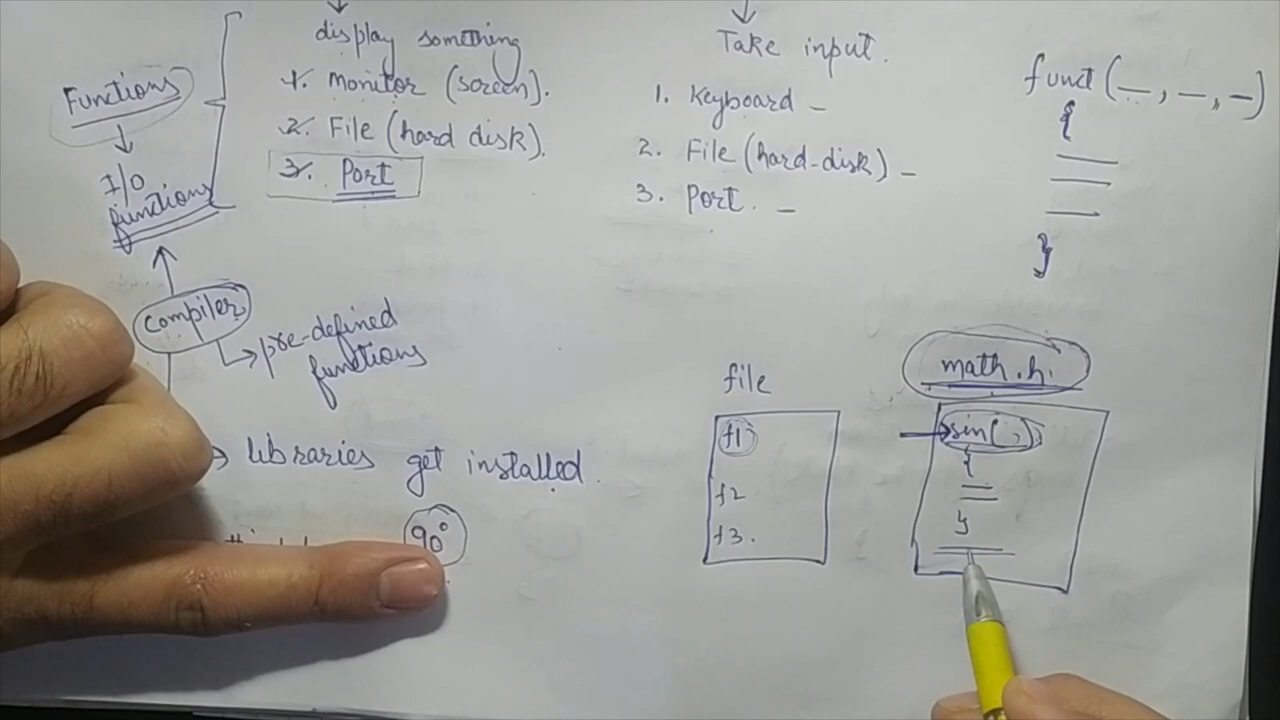 display something
1. Monitor (screen).
2. File (hard disk).
3. Port
Functions
I/O
functions
Take input.
1. Keyboard _
2. File (hard-disk) _
3. Port. _
funct(_, _, _)
{
}
Compiler
pre-defined
functions
libraries get installed.
90°
file
f1
f2
f3.
math.h.
sin( )
{
}